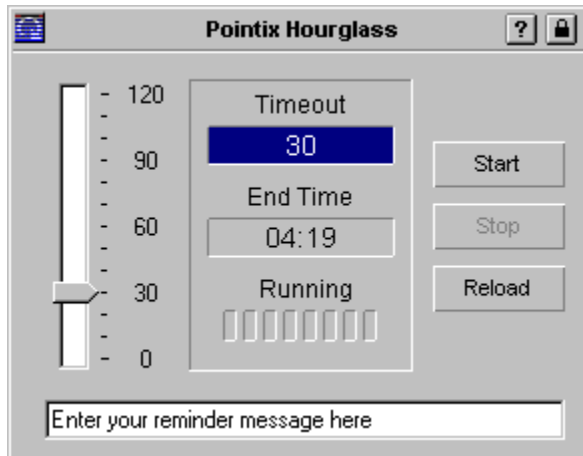 Pointix Hourglass ?
120
90
60
30
0
Timeout
30
End Time
04:19
Running
Start
Stop
Reload
Enter your reminder message here